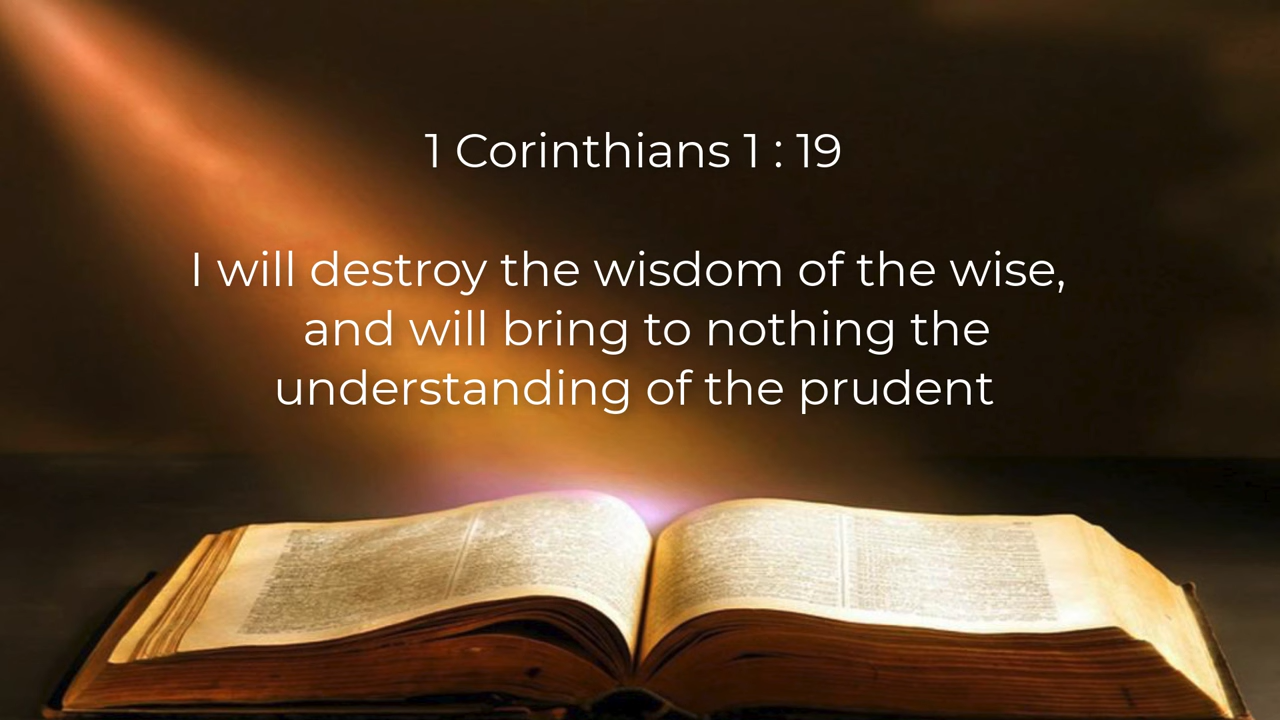 1 Corinthians 1 : 19
I will destroy the wisdom of the wise,
and will bring to nothing the
understanding of the prudent